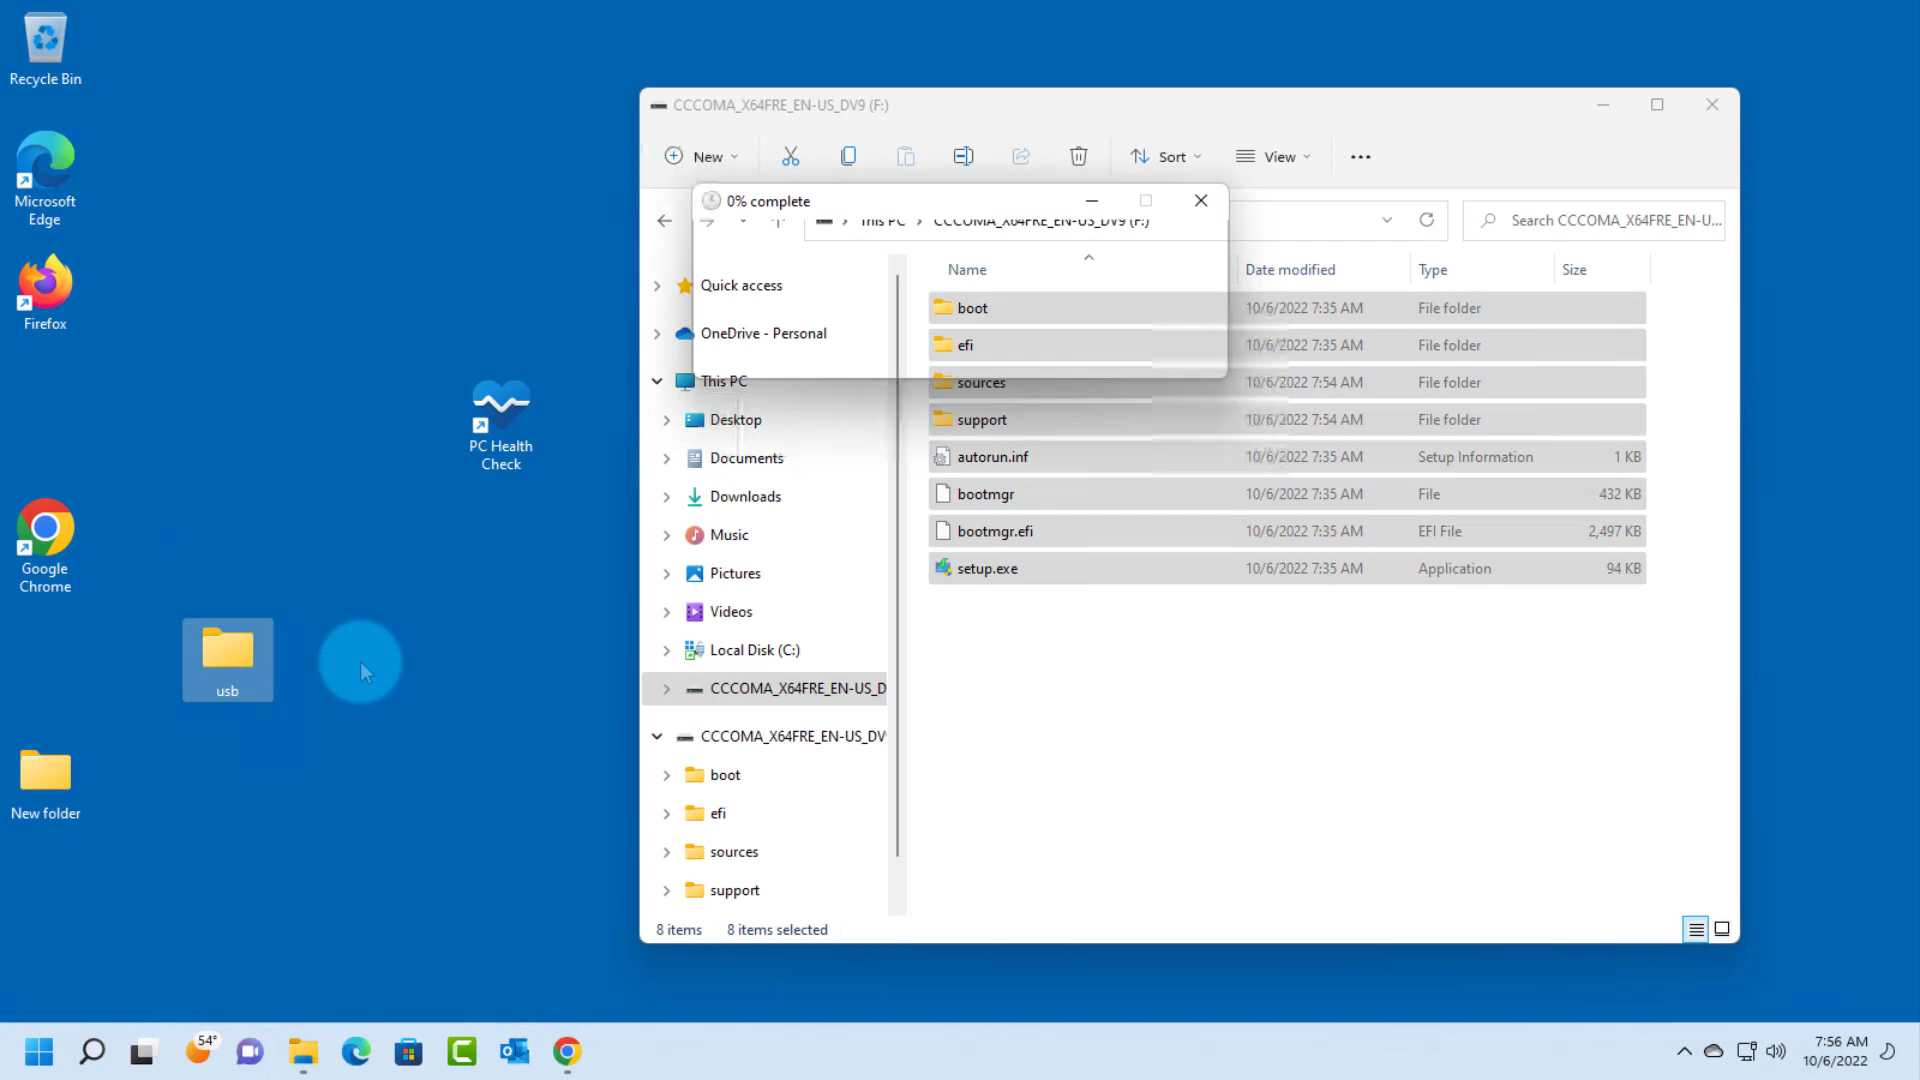 Recycle Bin
Microsoft
Edge
Firefox
PC Health
Check
Google
Chrome
usb
New folder
CCCOMA_X64FRE_EN-US_DV9 (F:)
New
Sort
View
0% complete
This PC
CCCOMA_X64FRE_EN-US_DV9 (F:)
Search CCCOMA_X64FRE_EN-U...
Quick access
OneDrive - Personal
This PC
Desktop
Documents
Downloads
Music
Pictures
Videos
Local Disk (C:)
CCCOMA_X64FRE_EN-US_D
CCCOMA_X64FRE_EN-US_DV9
boot
efi
sources
support
Name Date modified Type Size
boot 10/6/2022 7:35 AM File folder
efi 10/6/2022 7:35 AM File folder
sources 10/6/2022 7:54 AM File folder
support 10/6/2022 7:54 AM File folder
autorun.inf 10/6/2022 7:35 AM Setup Information 1 KB
bootmgr 10/6/2022 7:35 AM File 432 KB
bootmgr.efi 10/6/2022 7:35 AM EFI File 2,497 KB
setup.exe 10/6/2022 7:35 AM Application 94 KB
8 items 8 items selected
54°
7:56 AM
10/6/2022